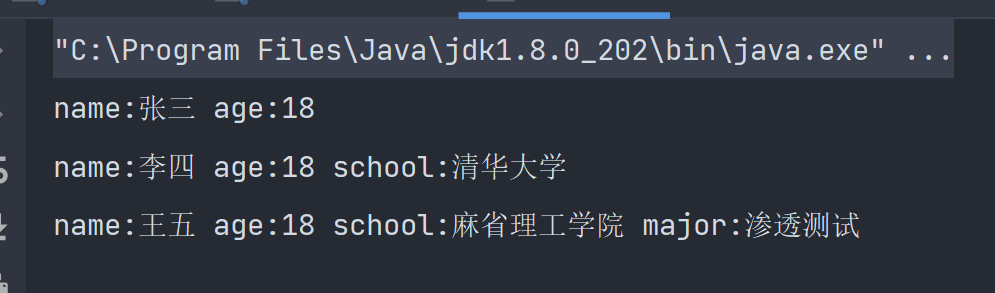 "C:\Program Files\Java\jdk1.8.0_202\bin\java.exe" ...
name:张三 age:18
name:李四 age:18 school:清华大学
name:王五 age:18 school:麻省理工学院 major:渗透测试